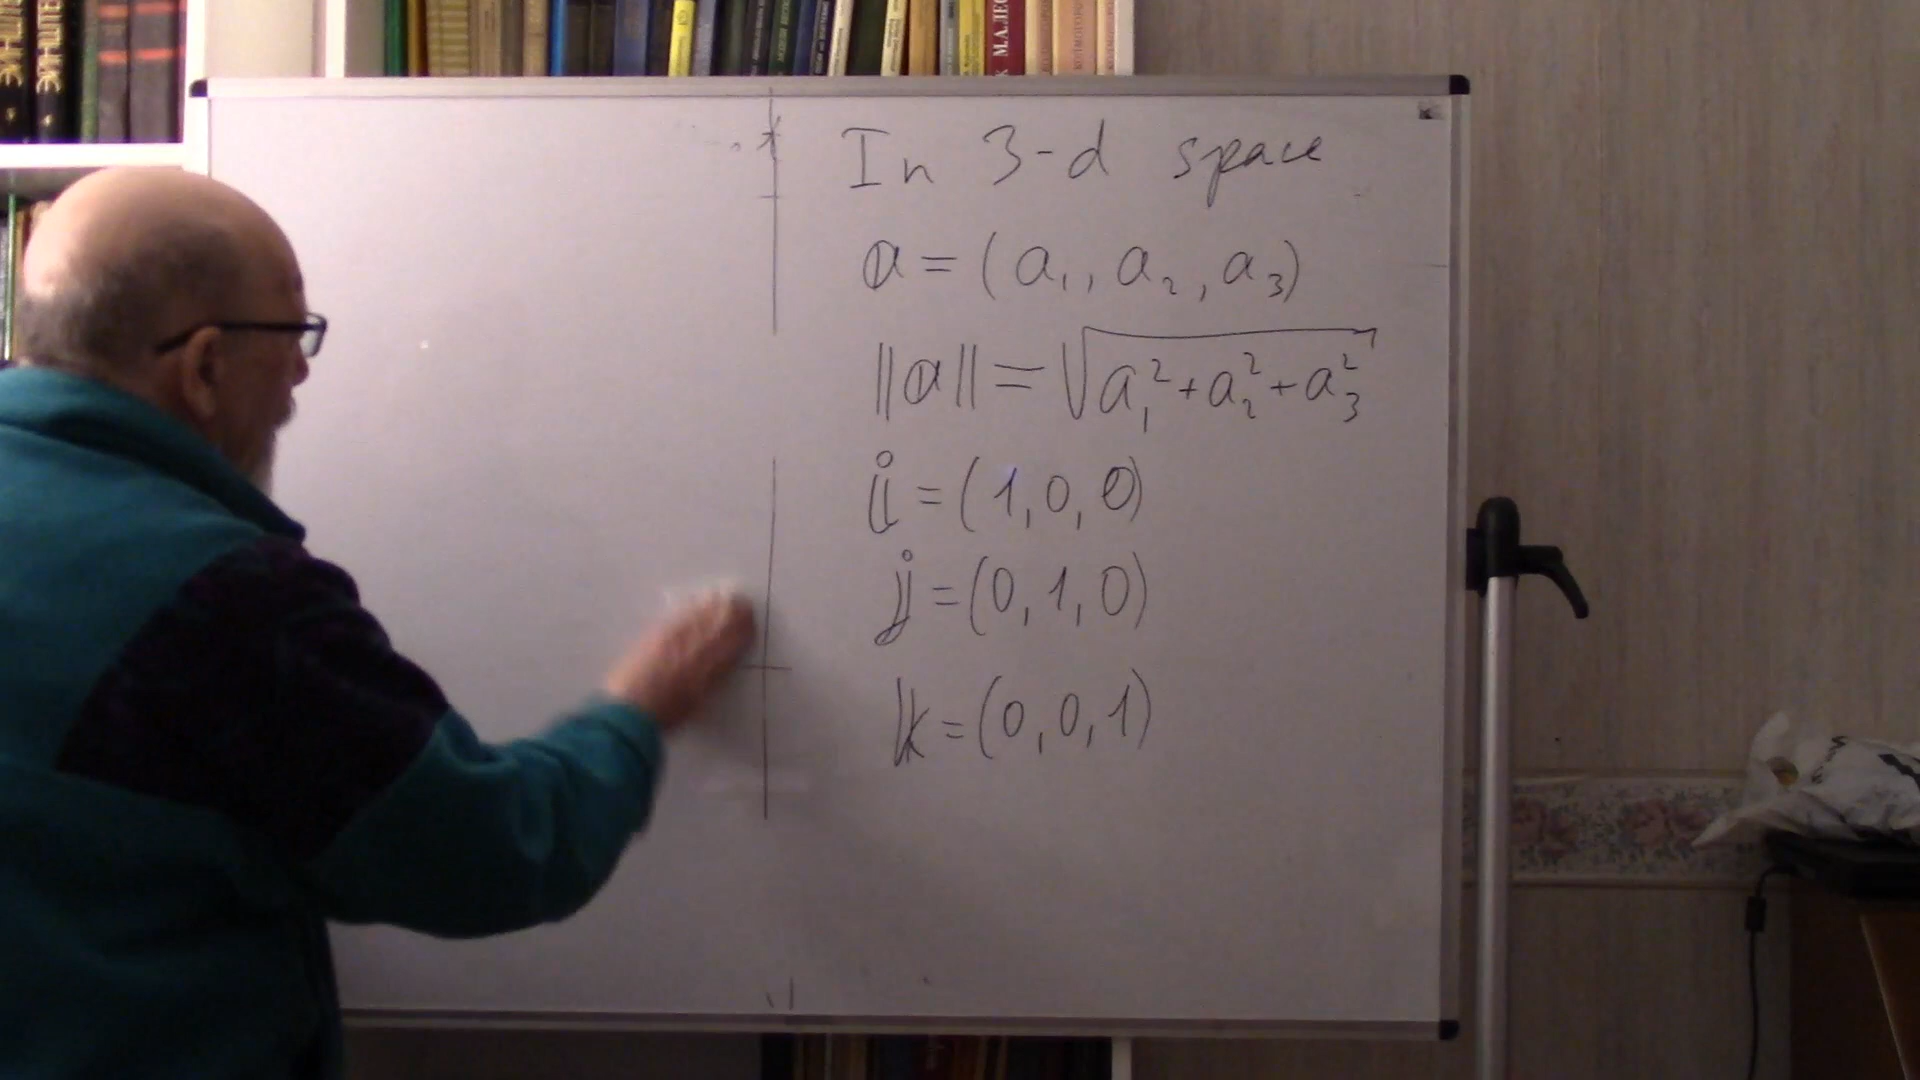 In 3-d space
𝕒 = (a₁, a₂, a₃)
||𝕒|| = √(a₁² + a₂² + a₃²)
𝕚 = (1, 0, 0)
𝕛 = (0, 1, 0)
𝕜 = (0, 0, 1)